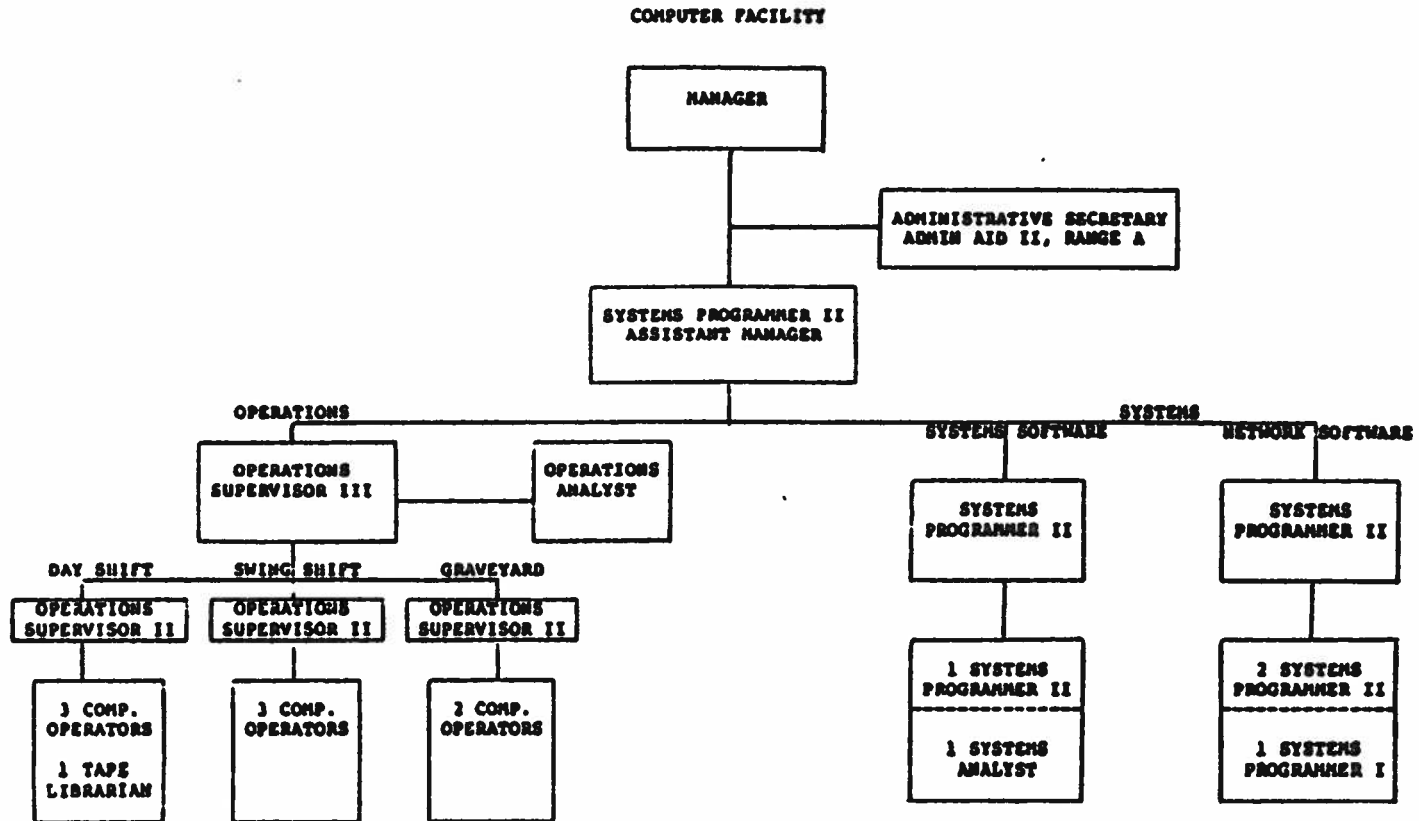 COMPUTER FACILITY
MANAGER
ADMINISTRATIVE SECRETARY
ADMIN AID II, RANGE A
SYSTEMS PROGRAMMER II
ASSISTANT MANAGER
OPERATIONS
SYSTEMS
SYSTEMS SOFTWARE
NETWORK SOFTWARE
OPERATIONS
SUPERVISOR III
OPERATIONS
ANALYST
SYSTEMS
PROGRAMMER II
SYSTEMS
PROGRAMMER II
DAY SHIFT
SWING SHIFT
GRAVEYARD
OPERATIONS
SUPERVISOR II
OPERATIONS
SUPERVISOR II
OPERATIONS
SUPERVISOR II
3 COMP.
OPERATORS
1 TAPE
LIBRARIAN
3 COMP.
OPERATORS
2 COMP.
OPERATORS
1 SYSTEMS
PROGRAMMER II
1 SYSTEMS
ANALYST
2 SYSTEMS
PROGRAMMER II
1 SYSTEMS
PROGRAMMER I